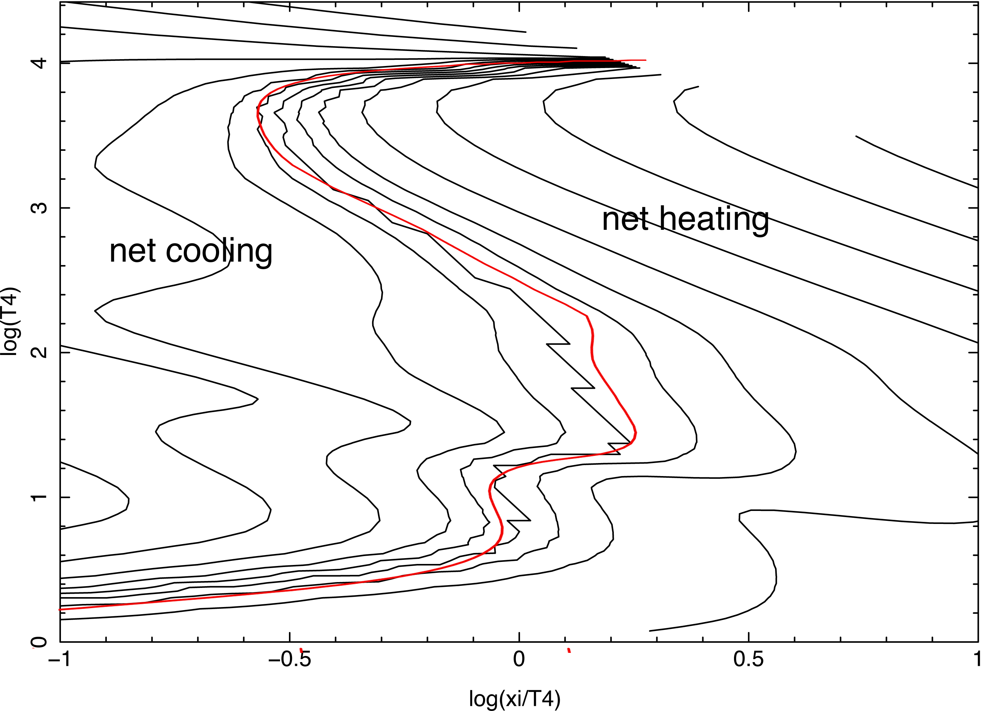 4
3
2
1
0
log(T4)
net heating
net cooling
−1
−0.5
0
0.5
1
log(xi/T4)